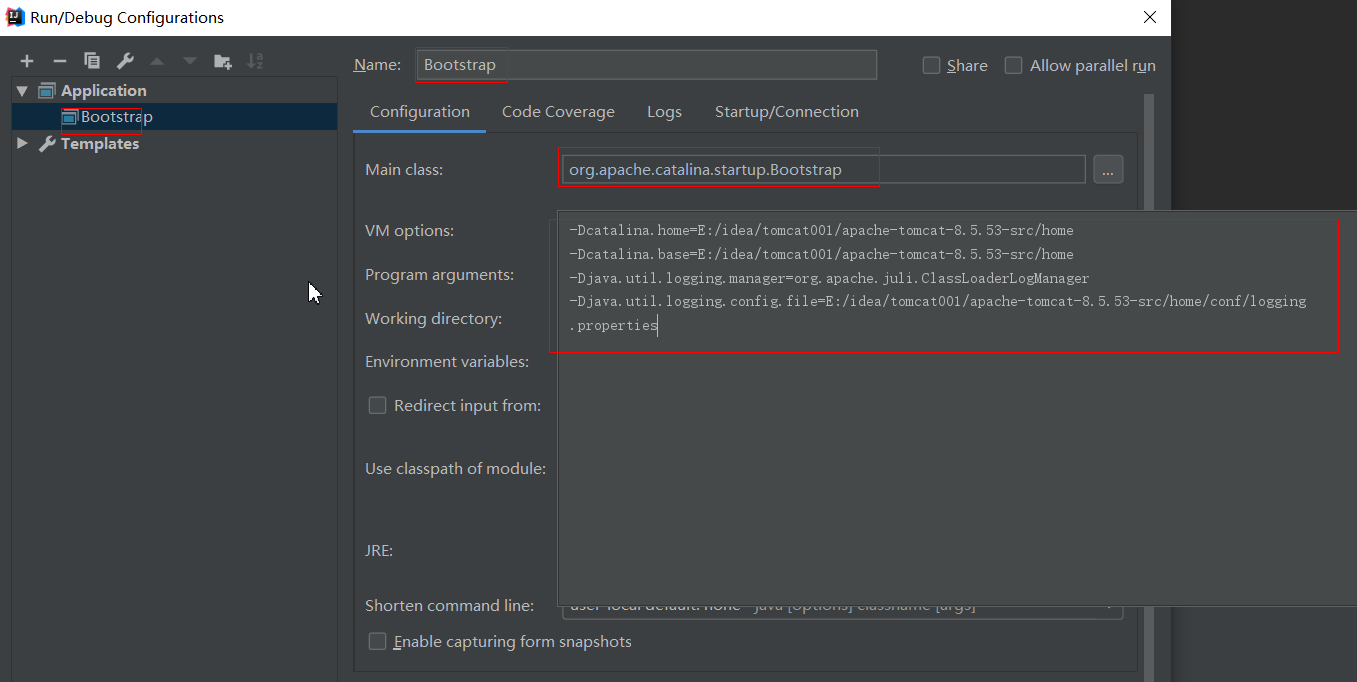 Run/Debug Configurations
Name: Bootstrap
Share
Allow parallel run
Application
Bootstrap
Templates
Configuration Code Coverage Logs Startup/Connection
Main class: org.apache.catalina.startup.Bootstrap ...
VM options:
-Dcatalina.home=E:/idea/tomcat001/apache-tomcat-8.5.53-src/home
-Dcatalina.base=E:/idea/tomcat001/apache-tomcat-8.5.53-src/home
-Djava.util.logging.manager=org.apache.juli.ClassLoaderLogManager
-Djava.util.logging.config.file=E:/idea/tomcat001/apache-tomcat-8.5.53-src/home/conf/logging
.properties
Program arguments:
Working directory:
Environment variables:
Redirect input from:
Use classpath of module:
JRE:
Shorten command line: user-local default: none - java [options] classname [args]
Enable capturing form snapshots